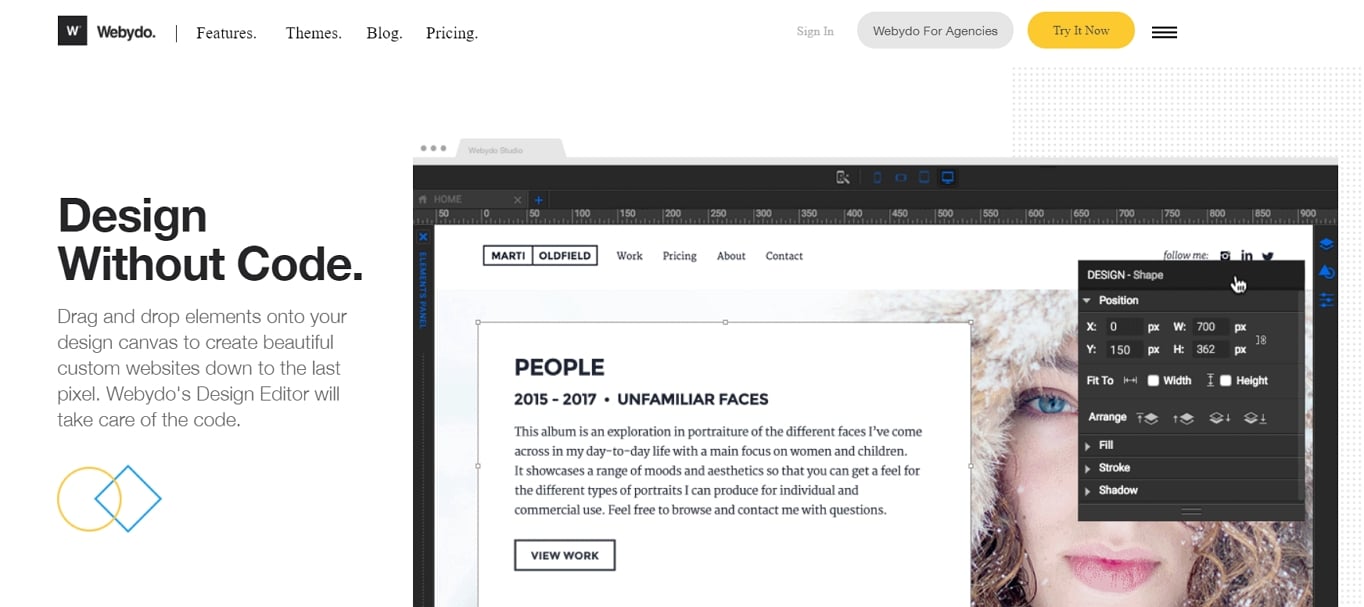 W Webydo.
Features. Themes. Blog. Pricing.
Sign In
Webydo For Agencies
Try It Now
Design
Without Code.
Drag and drop elements onto your
design canvas to create beautiful
custom websites down to the last
pixel. Webydo's Design Editor will
take care of the code.
Webydo Studio
HOME
50 0 50 100 150 200 250 300 350 400 450 500 550 600 650 700 750 800 850 900
ELEMENTS PANEL
MARTI OLDFIELD
Work Pricing About Contact
follow me:
PEOPLE
2015 - 2017 • UNFAMILIAR FACES
This album is an exploration in portraiture of the different faces I've come
across in my day-to-day life with a main focus on women and children.
It showcases a range of moods and aesthetics so that you can get a feel for
the different types of portraits I can produce for individual and
commercial use. Feel free to browse and contact me with questions.
VIEW WORK
DESIGN - Shape
Position
X: 0 px W: 700 px
Y: 150 px H: 362 px
Fit To Width Height
Arrange
Fill
Stroke
Shadow